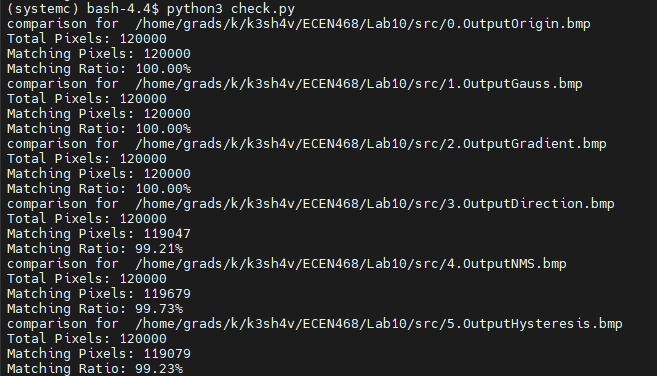 (systemc) bash-4.4$ python3 check.py
comparison for  /home/grads/k/k3sh4v/ECEN468/Lab10/src/0.OutputOrigin.bmp
Total Pixels: 120000
Matching Pixels: 120000
Matching Ratio: 100.00%
comparison for  /home/grads/k/k3sh4v/ECEN468/Lab10/src/1.OutputGauss.bmp
Total Pixels: 120000
Matching Pixels: 120000
Matching Ratio: 100.00%
comparison for  /home/grads/k/k3sh4v/ECEN468/Lab10/src/2.OutputGradient.bmp
Total Pixels: 120000
Matching Pixels: 120000
Matching Ratio: 100.00%
comparison for  /home/grads/k/k3sh4v/ECEN468/Lab10/src/3.OutputDirection.bmp
Total Pixels: 120000
Matching Pixels: 119047
Matching Ratio: 99.21%
comparison for  /home/grads/k/k3sh4v/ECEN468/Lab10/src/4.OutputNMS.bmp
Total Pixels: 120000
Matching Pixels: 119679
Matching Ratio: 99.73%
comparison for  /home/grads/k/k3sh4v/ECEN468/Lab10/src/5.OutputHysteresis.bmp
Total Pixels: 120000
Matching Pixels: 119079
Matching Ratio: 99.23%